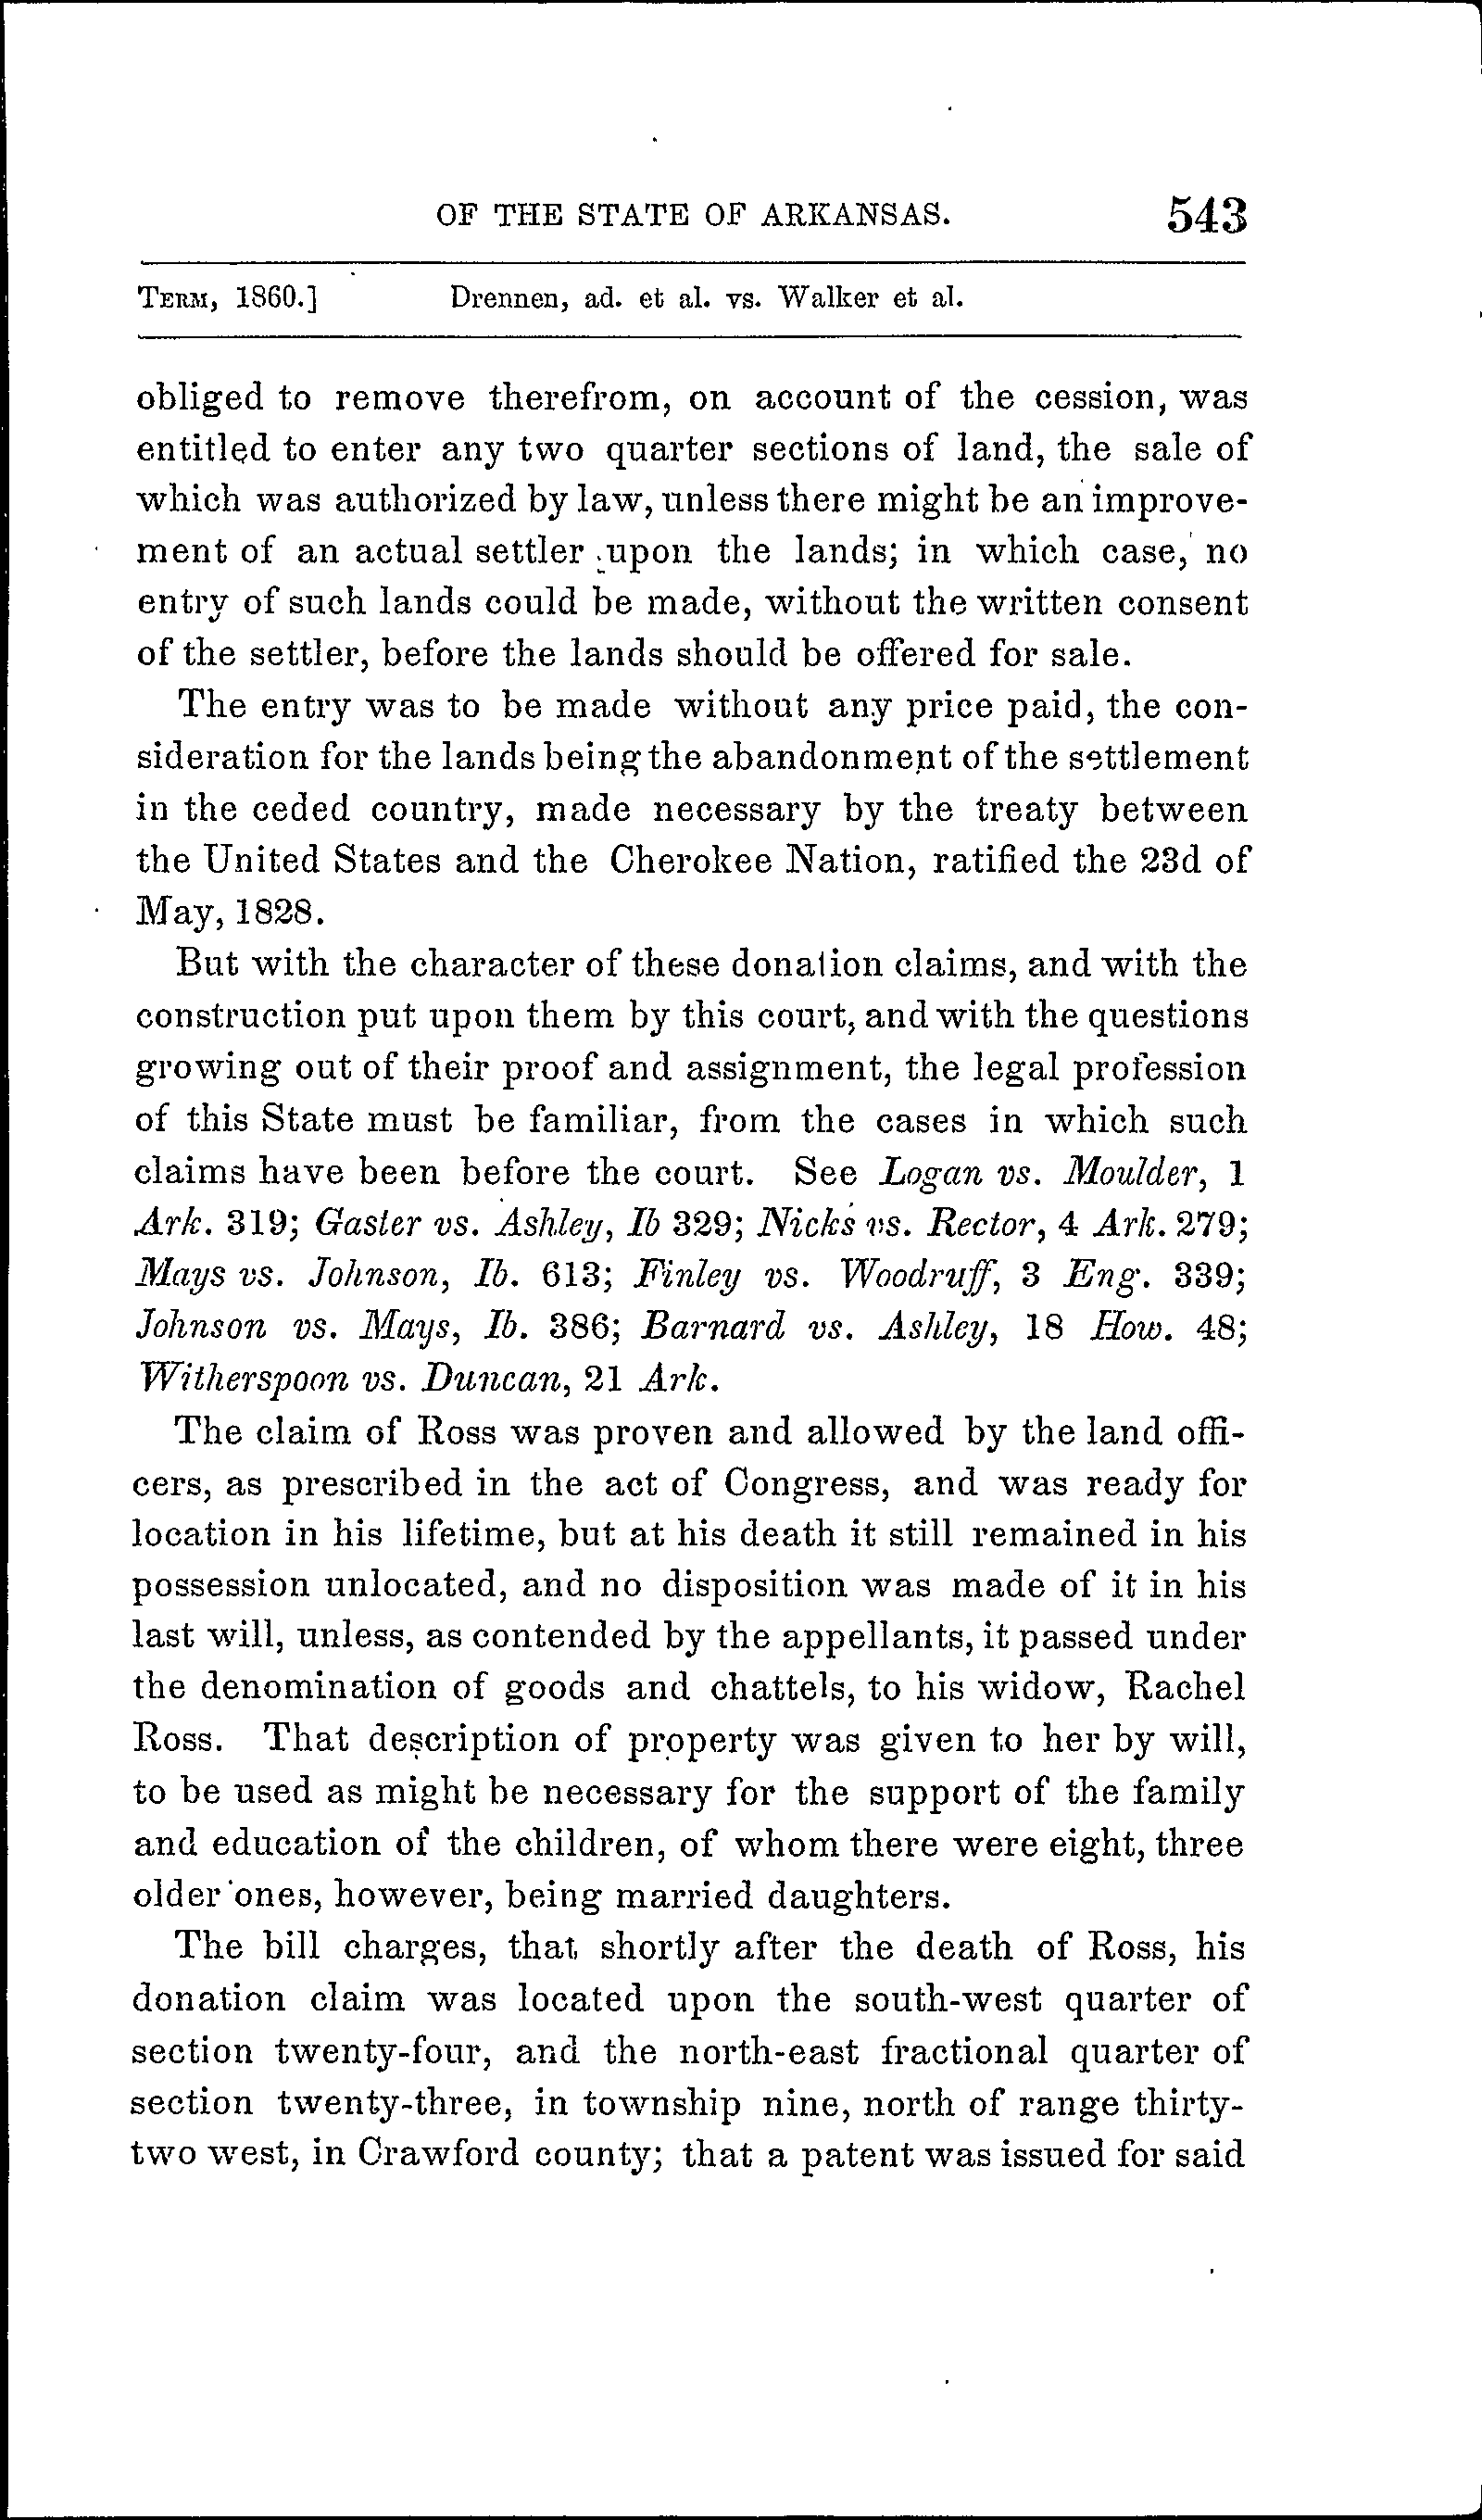 OF THE STATE OF ARKANSAS. 543
TERM, 1860.] Drennen, ad. et al. vs. Walker et al.
obliged to remove therefrom, on account of the cession, was
entitled to enter any two quarter sections of land, the sale of
which was authorized by law, unless there might be an improve-
ment of an actual settler upon the lands; in which case, no
entry of such lands could be made, without the written consent
of the settler, before the lands should be offered for sale.
The entry was to be made without any price paid, the con-
sideration for the lands being the abandonment of the settlement
in the ceded country, made necessary by the treaty between
the United States and the Cherokee Nation, ratified the 23d of
May, 1828.
But with the character of these donation claims, and with the
construction put upon them by this court, and with the questions
growing out of their proof and assignment, the legal profession
of this State must be familiar, from the cases in which such
claims have been before the court. See Logan vs. Moulder, 1
Ark. 319; Gaster vs. Ashley, Ib 329; Nicks vs. Rector, 4 Ark. 279;
Mays vs. Johnson, Ib. 613; Finley vs. Woodruff, 3 Eng. 339;
Johnson vs. Mays, Ib. 386; Barnard vs. Ashley, 18 How. 48;
Witherspoon vs. Duncan, 21 Ark.
The claim of Ross was proven and allowed by the land offi-
cers, as prescribed in the act of Congress, and was ready for
location in his lifetime, but at his death it still remained in his
possession unlocated, and no disposition was made of it in his
last will, unless, as contended by the appellants, it passed under
the denomination of goods and chattels, to his widow, Rachel
Ross. That description of property was given to her by will,
to be used as might be necessary for the support of the family
and education of the children, of whom there were eight, three
older ones, however, being married daughters.
The bill charges, that shortly after the death of Ross, his
donation claim was located upon the south-west quarter of
section twenty-four, and the north-east fractional quarter of
section twenty-three, in township nine, north of range thirty-
two west, in Crawford county; that a patent was issued for said